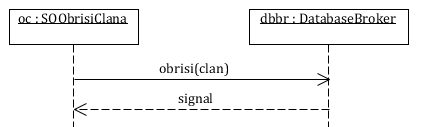 oc : SOObrisiClana
dbbr : DatabaseBroker
obrisi(clan)
signal